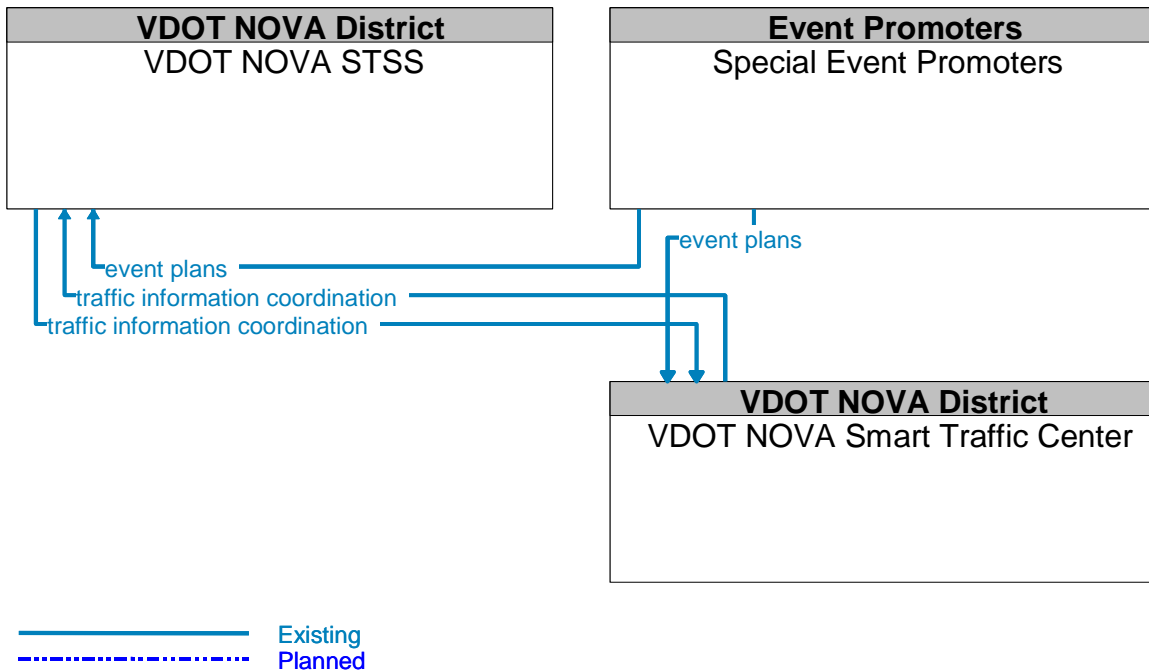 VDOT NOVA District
VDOT NOVA STSS
Event Promoters
Special Event Promoters
event plans
event plans
traffic information coordination
traffic information coordination
VDOT NOVA District
VDOT NOVA Smart Traffic Center
Existing
Planned